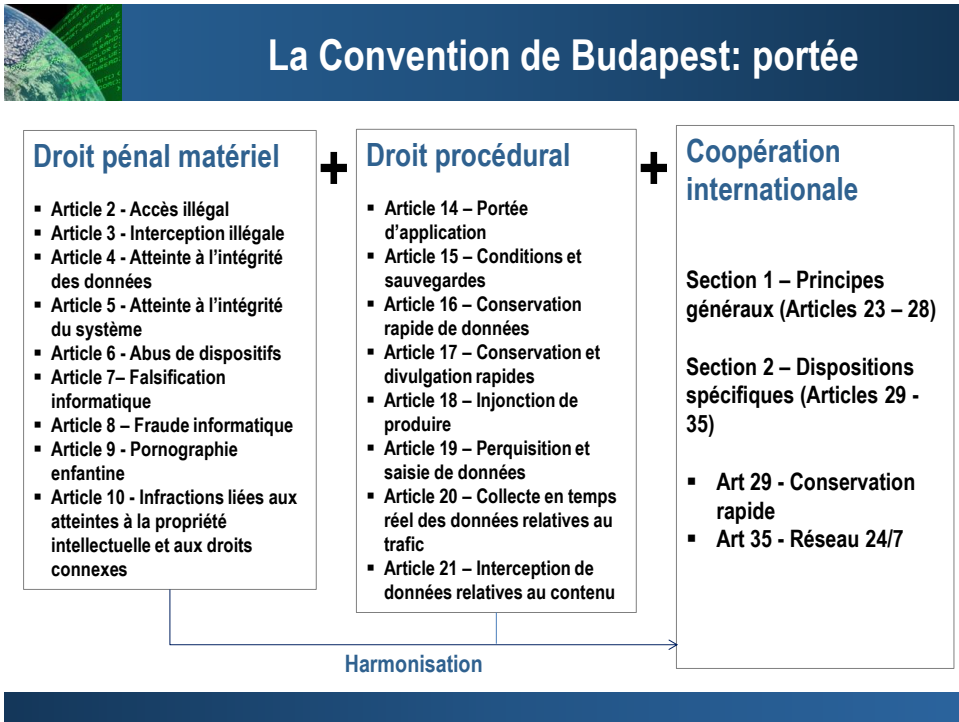 La Convention de Budapest: portée
Droit pénal matériel
▪ Article 2 - Accès illégal
▪ Article 3 - Interception illégale
▪ Article 4 - Atteinte à l’intégrité
des données
▪ Article 5 - Atteinte à l’intégrité
du système
▪ Article 6 - Abus de dispositifs
▪ Article 7– Falsification
informatique
▪ Article 8 – Fraude informatique
▪ Article 9 - Pornographie
enfantine
▪ Article 10 - Infractions liées aux
atteintes à la propriété
intellectuelle et aux droits
connexes
+
Droit procédural
▪ Article 14 – Portée
d’application
▪ Article 15 – Conditions et
sauvegardes
▪ Article 16 – Conservation
rapide de données
▪ Article 17 – Conservation et
divulgation rapides
▪ Article 18 – Injonction de
produire
▪ Article 19 – Perquisition et
saisie de données
▪ Article 20 – Collecte en temps
réel des données relatives au
trafic
▪ Article 21 – Interception de
données relatives au contenu
+
Coopération
internationale
Section 1 – Principes
généraux (Articles 23 – 28)
Section 2 – Dispositions
spécifiques (Articles 29 -
35)
▪ Art 29 - Conservation
rapide
▪ Art 35 - Réseau 24/7
Harmonisation